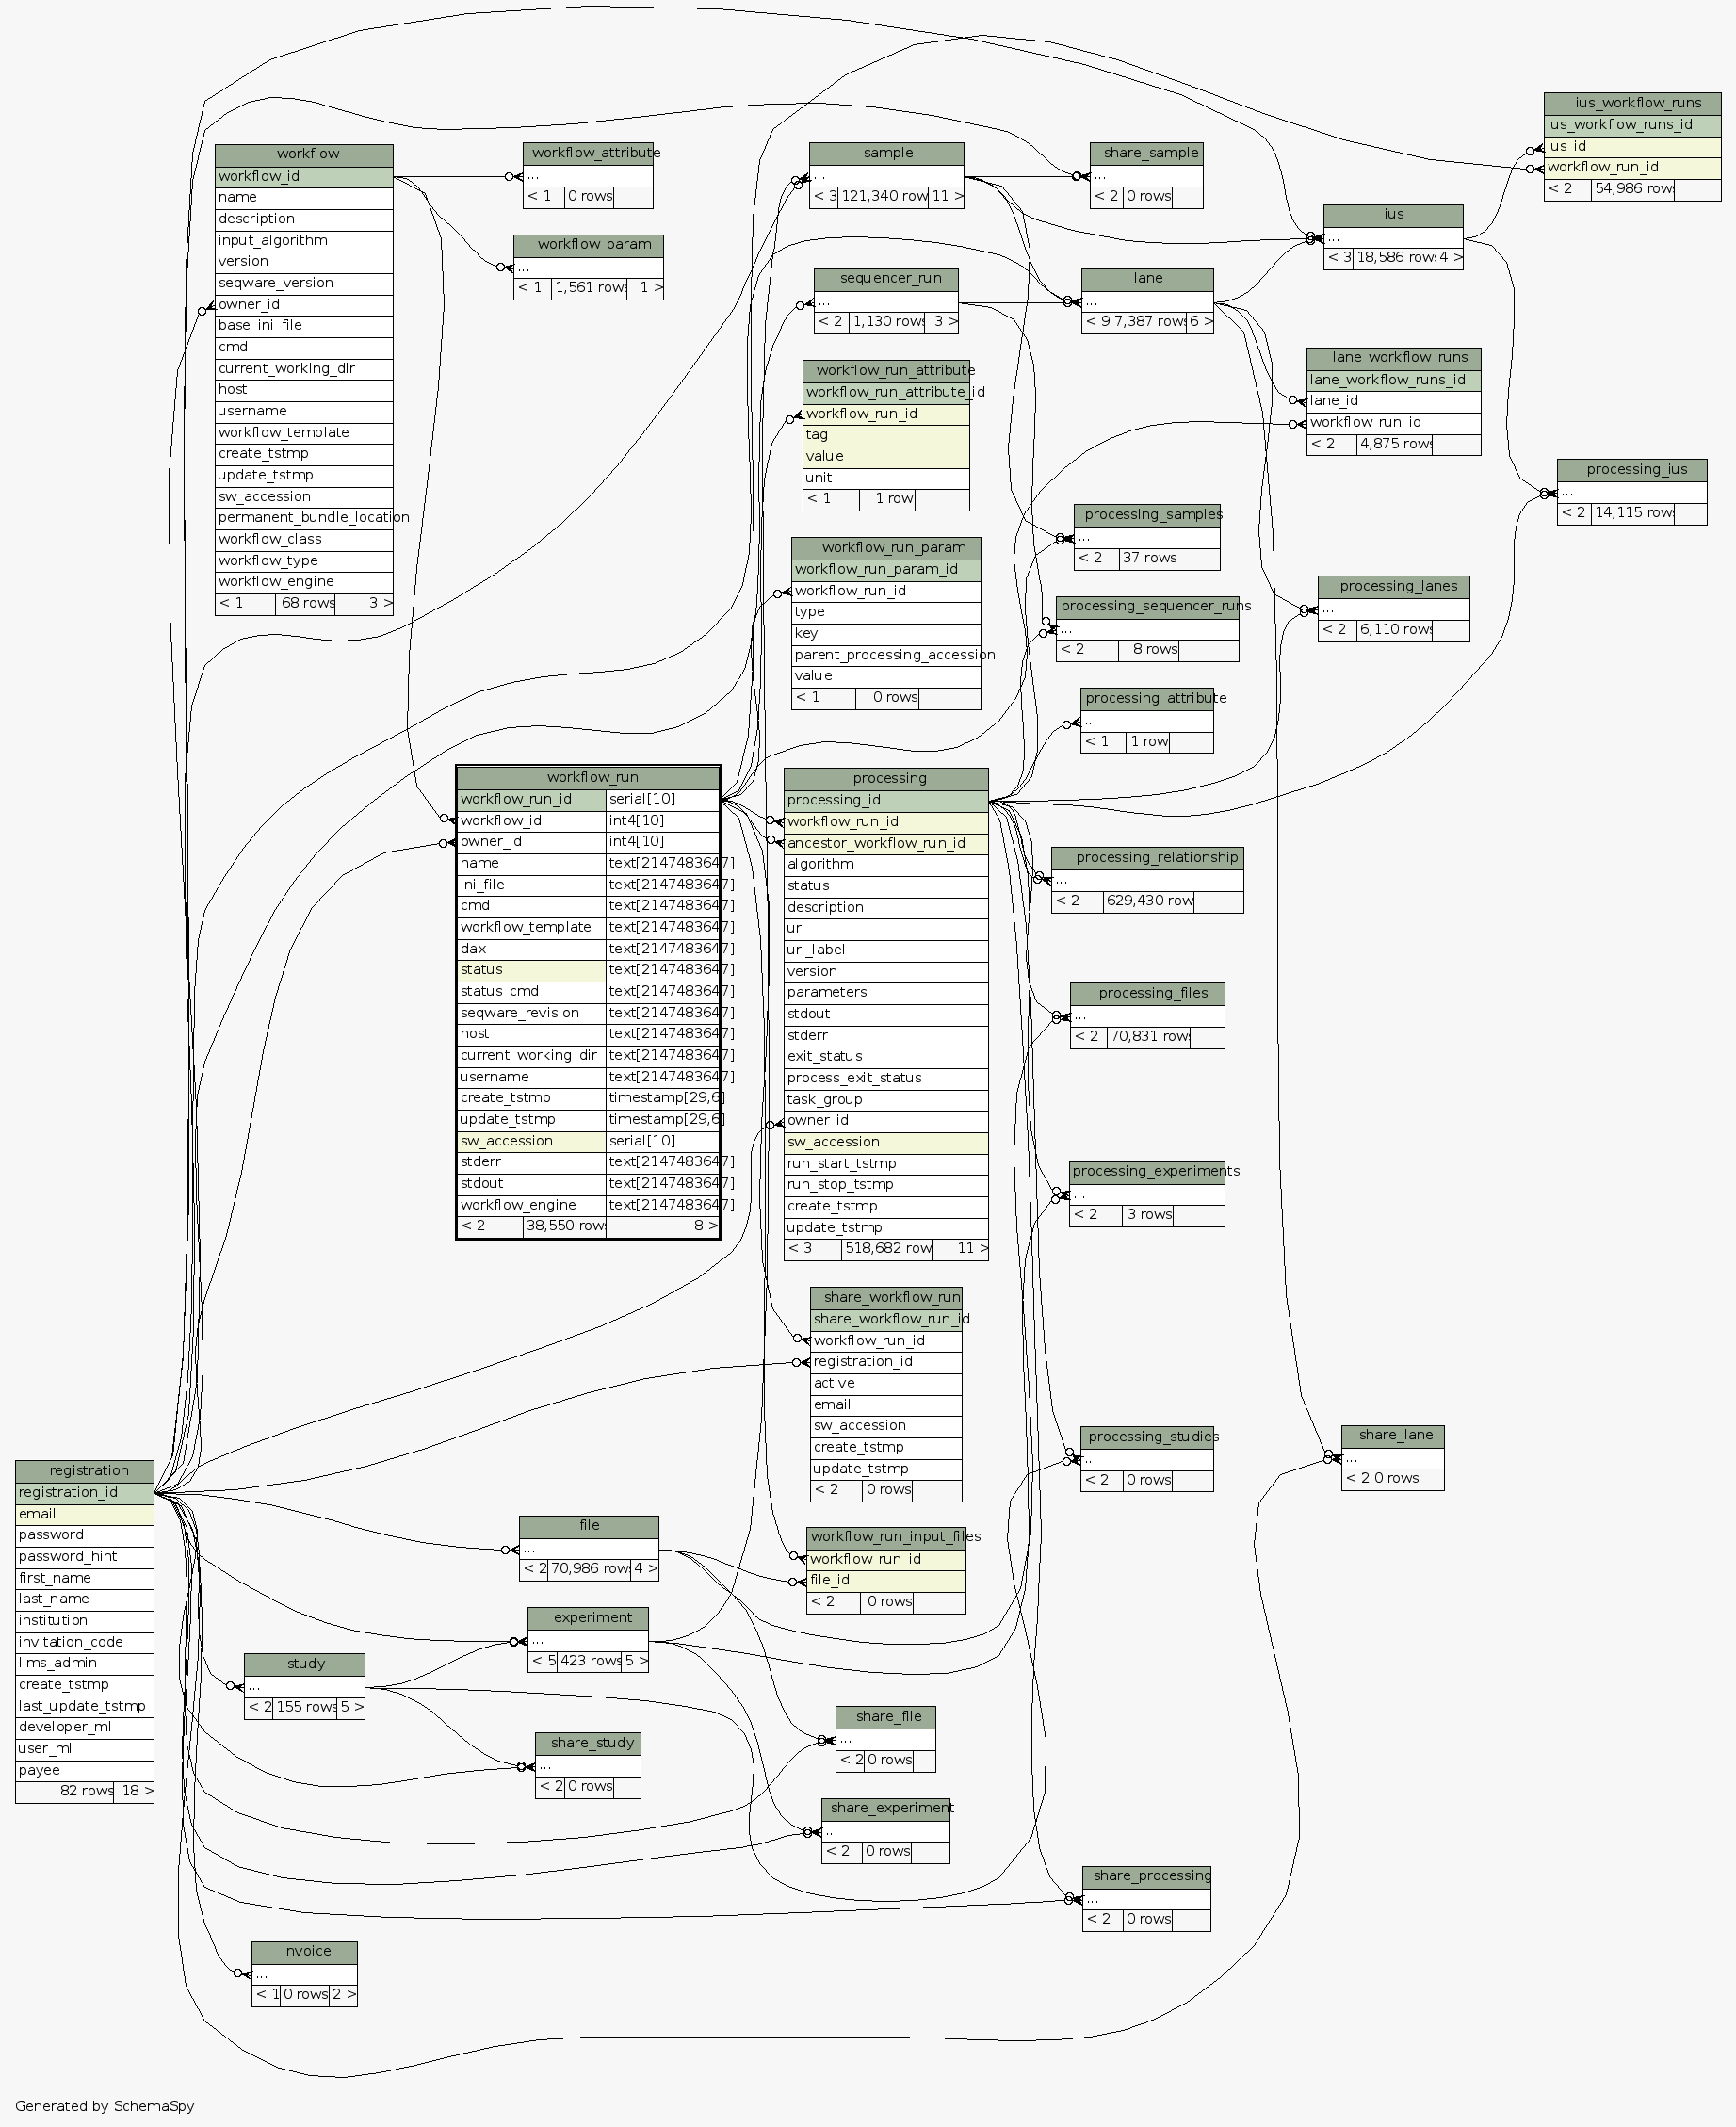 workflow
workflow_id
name
description
input_algorithm
version
seqware_version
owner_id
base_ini_file
cmd
current_working_dir
host
username
workflow_template
create_tstmp
update_tstmp
sw_accession
permanent_bundle_location
workflow_class
workflow_type
workflow_engine
< 1 68 rows 3 >
workflow_attribute
...
< 1 0 rows
workflow_param
...
< 1 1,561 rows 1 >
sample
...
< 3 121,340 row 11 >
share_sample
...
< 2 0 rows
ius_workflow_runs
ius_workflow_runs_id
ius_id
workflow_run_id
< 2 54,986 rows
ius
...
< 3 18,586 rows 4 >
sequencer_run
...
< 2 1,130 rows 3 >
lane
...
< 9 7,387 rows 6 >
workflow_run_attribute
workflow_run_attribute_id
workflow_run_id
tag
value
unit
< 1 1 row
lane_workflow_runs
lane_workflow_runs_id
lane_id
workflow_run_id
< 2 4,875 rows
processing_ius
...
< 2 14,115 rows
processing_samples
...
< 2 37 rows
workflow_run_param
workflow_run_param_id
workflow_run_id
type
key
parent_processing_accession
value
< 1 0 rows
processing_lanes
...
< 2 6,110 rows
processing_sequencer_runs
...
< 2 8 rows
processing_attribute
...
< 1 1 row
workflow_run
workflow_run_id serial[10]
workflow_id int4[10]
owner_id int4[10]
name text[2147483647]
ini_file text[2147483647]
cmd text[2147483647]
workflow_template text[2147483647]
dax text[2147483647]
status text[2147483647]
status_cmd text[2147483647]
seqware_revision text[2147483647]
host text[2147483647]
current_working_dir text[2147483647]
username text[2147483647]
create_tstmp timestamp[29,6]
update_tstmp timestamp[29,6]
sw_accession serial[10]
stderr text[2147483647]
stdout text[2147483647]
workflow_engine text[2147483647]
< 2 38,550 rows 8 >
processing
processing_id
workflow_run_id
ancestor_workflow_run_id
algorithm
status
description
url
url_label
version
parameters
stdout
stderr
exit_status
process_exit_status
task_group
owner_id
sw_accession
run_start_tstmp
run_stop_tstmp
create_tstmp
update_tstmp
< 3 518,682 row 11 >
processing_relationship
...
< 2 629,430 row
processing_files
...
< 2 70,831 rows
processing_experiments
...
< 2 3 rows
share_workflow_run
share_workflow_run_id
workflow_run_id
registration_id
active
email
sw_accession
create_tstmp
update_tstmp
< 2 0 rows
processing_studies
...
< 2 0 rows
share_lane
...
< 2 0 rows
registration
registration_id
email
password
password_hint
first_name
last_name
institution
invitation_code
lims_admin
create_tstmp
last_update_tstmp
developer_ml
user_ml
payee
82 rows 18 >
file
...
< 2 70,986 row 4 >
workflow_run_input_files
workflow_run_id
file_id
< 2 0 rows
experiment
...
< 5 423 rows 5 >
study
...
< 2 155 rows 5 >
share_file
...
< 2 0 rows
share_study
...
< 2 0 rows
share_experiment
...
< 2 0 rows
share_processing
...
< 2 0 rows
invoice
...
< 1 0 rows 2 >
Generated by SchemaSpy